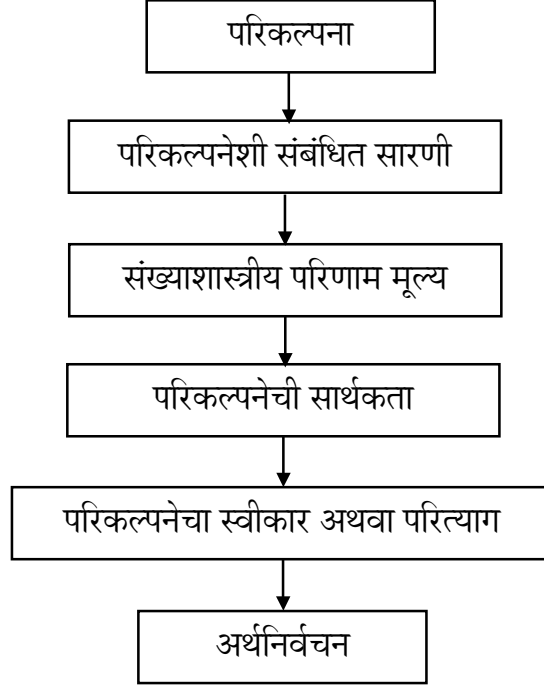 परिकल्पना
परिकल्पनेशी संबंधित सारणी
संख्याशास्त्रीय परिणाम मूल्य
परिकल्पनेची सार्थकता
परिकल्पनेचा स्वीकार अथवा परित्याग
अर्थनिर्वचन